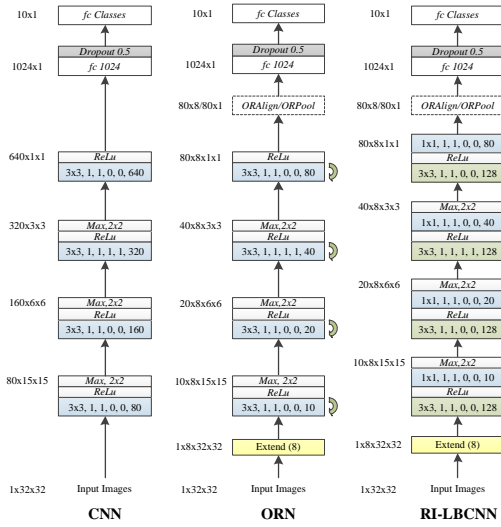 10x1
fc Classes
Dropout 0.5
1024x1
fc 1024
640x1x1
ReLu
3x3, 1, 1, 0, 0, 640
320x3x3
Max,2x2
ReLu
3x3, 1, 1, 1, 1, 320
160x6x6
Max,2x2
ReLu
3x3, 1, 1, 0, 0, 160
80x15x15
Max, 2x2
ReLu
3x3, 1, 1, 0, 0, 80
1x32x32
Input Images
CNN
10x1
fc Classes
Dropout 0.5
1024x1
fc 1024
80x8/80x1
ORAlign/ORPool
80x8x1x1
ReLu
3x3, 1, 1, 0, 0, 80
40x8x3x3
Max,2x2
ReLu
3x3, 1, 1, 1, 1, 40
20x8x6x6
Max,2x2
ReLu
3x3, 1, 1, 0, 0, 20
10x8x15x15
Max, 2x2
ReLu
3x3, 1, 1, 0, 0, 10
1x8x32x32
Extend (8)
1x32x32
Input Images
ORN
10x1
fc Classes
Dropout 0.5
1024x1
fc 1024
80x8/80x1
ORAlign/ORPool
80x8x1x1
1x1, 1, 1, 0, 0, 80
ReLu
3x3, 1, 1, 0, 0, 128
40x8x3x3
Max,2x2
1x1, 1, 1, 0, 0, 40
ReLu
3x3, 1, 1, 1, 1, 128
20x8x6x6
Max,2x2
1x1, 1, 1, 0, 0, 20
ReLu
3x3, 1, 1, 0, 0, 128
10x8x15x15
Max,2x2
1x1, 1, 1, 0, 0, 10
ReLu
3x3, 1, 1, 0, 0, 128
1x8x32x32
Extend (8)
1x32x32
Input Images
RI-LBCNN